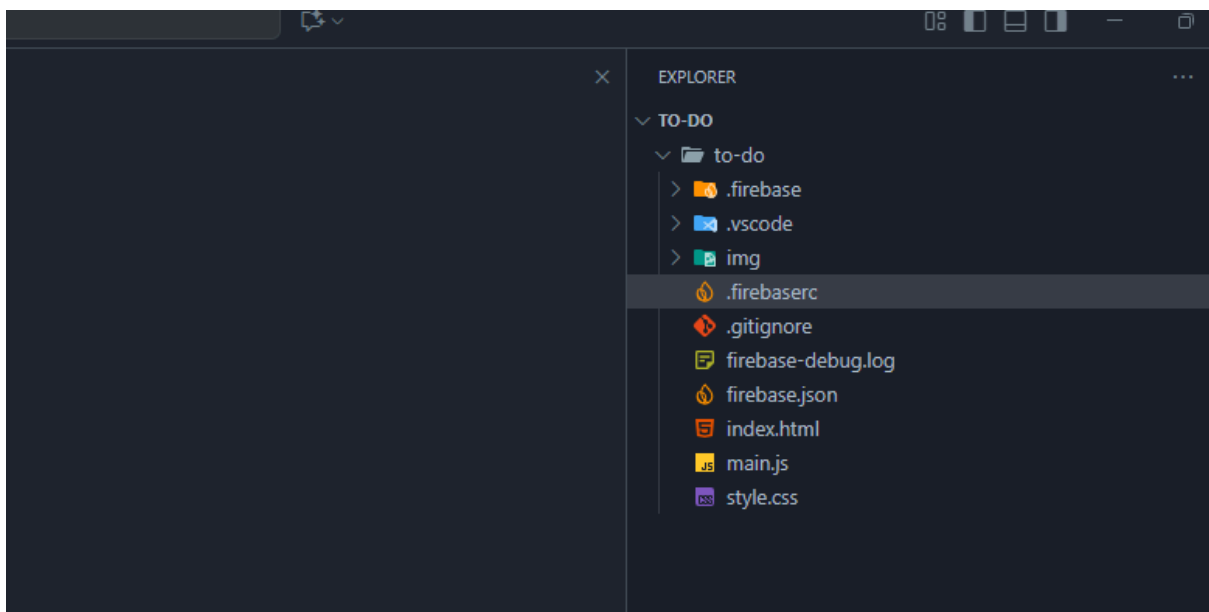 EXPLORER
TO-DO
to-do
.firebase
.vscode
img
.firebaserc
.gitignore
firebase-debug.log
firebase.json
index.html
main.js
style.css